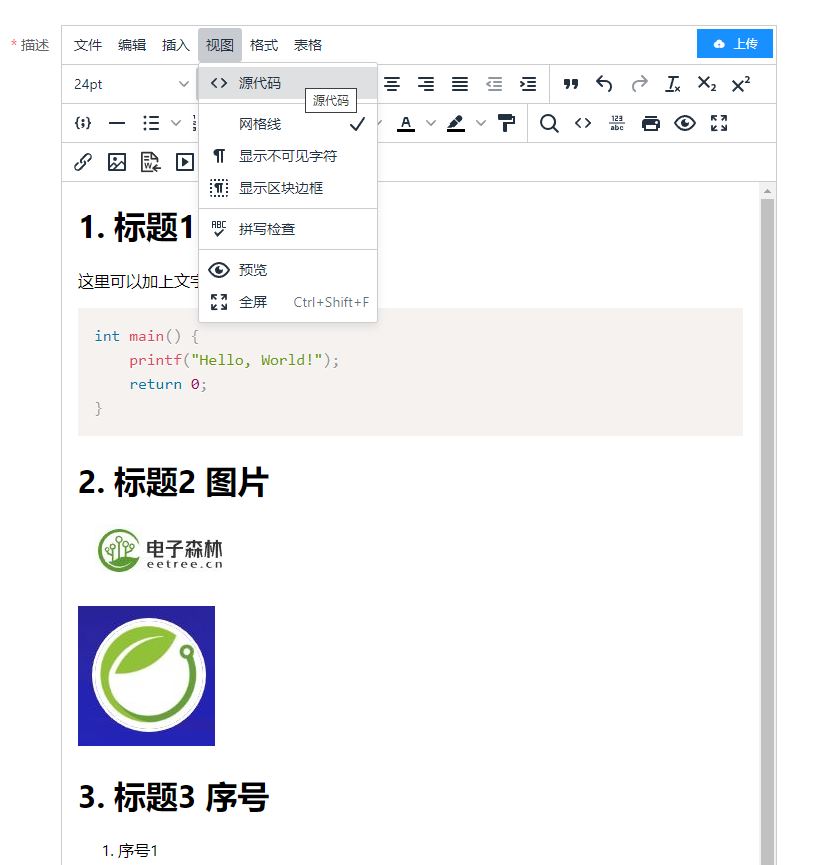 * 描述
文件 编辑 插入 视图 格式 表格
上传
24pt
源代码
源代码
网格线
显示不可见字符
显示区块边框
ABC 拼写检查
预览
全屏 Ctrl+Shift+F
1. 标题1
这里可以加上文
int main() {
printf("Hello, World!");
return 0;
}
2. 标题2 图片
电子森林
eetree.cn
3. 标题3 序号
1. 序号1